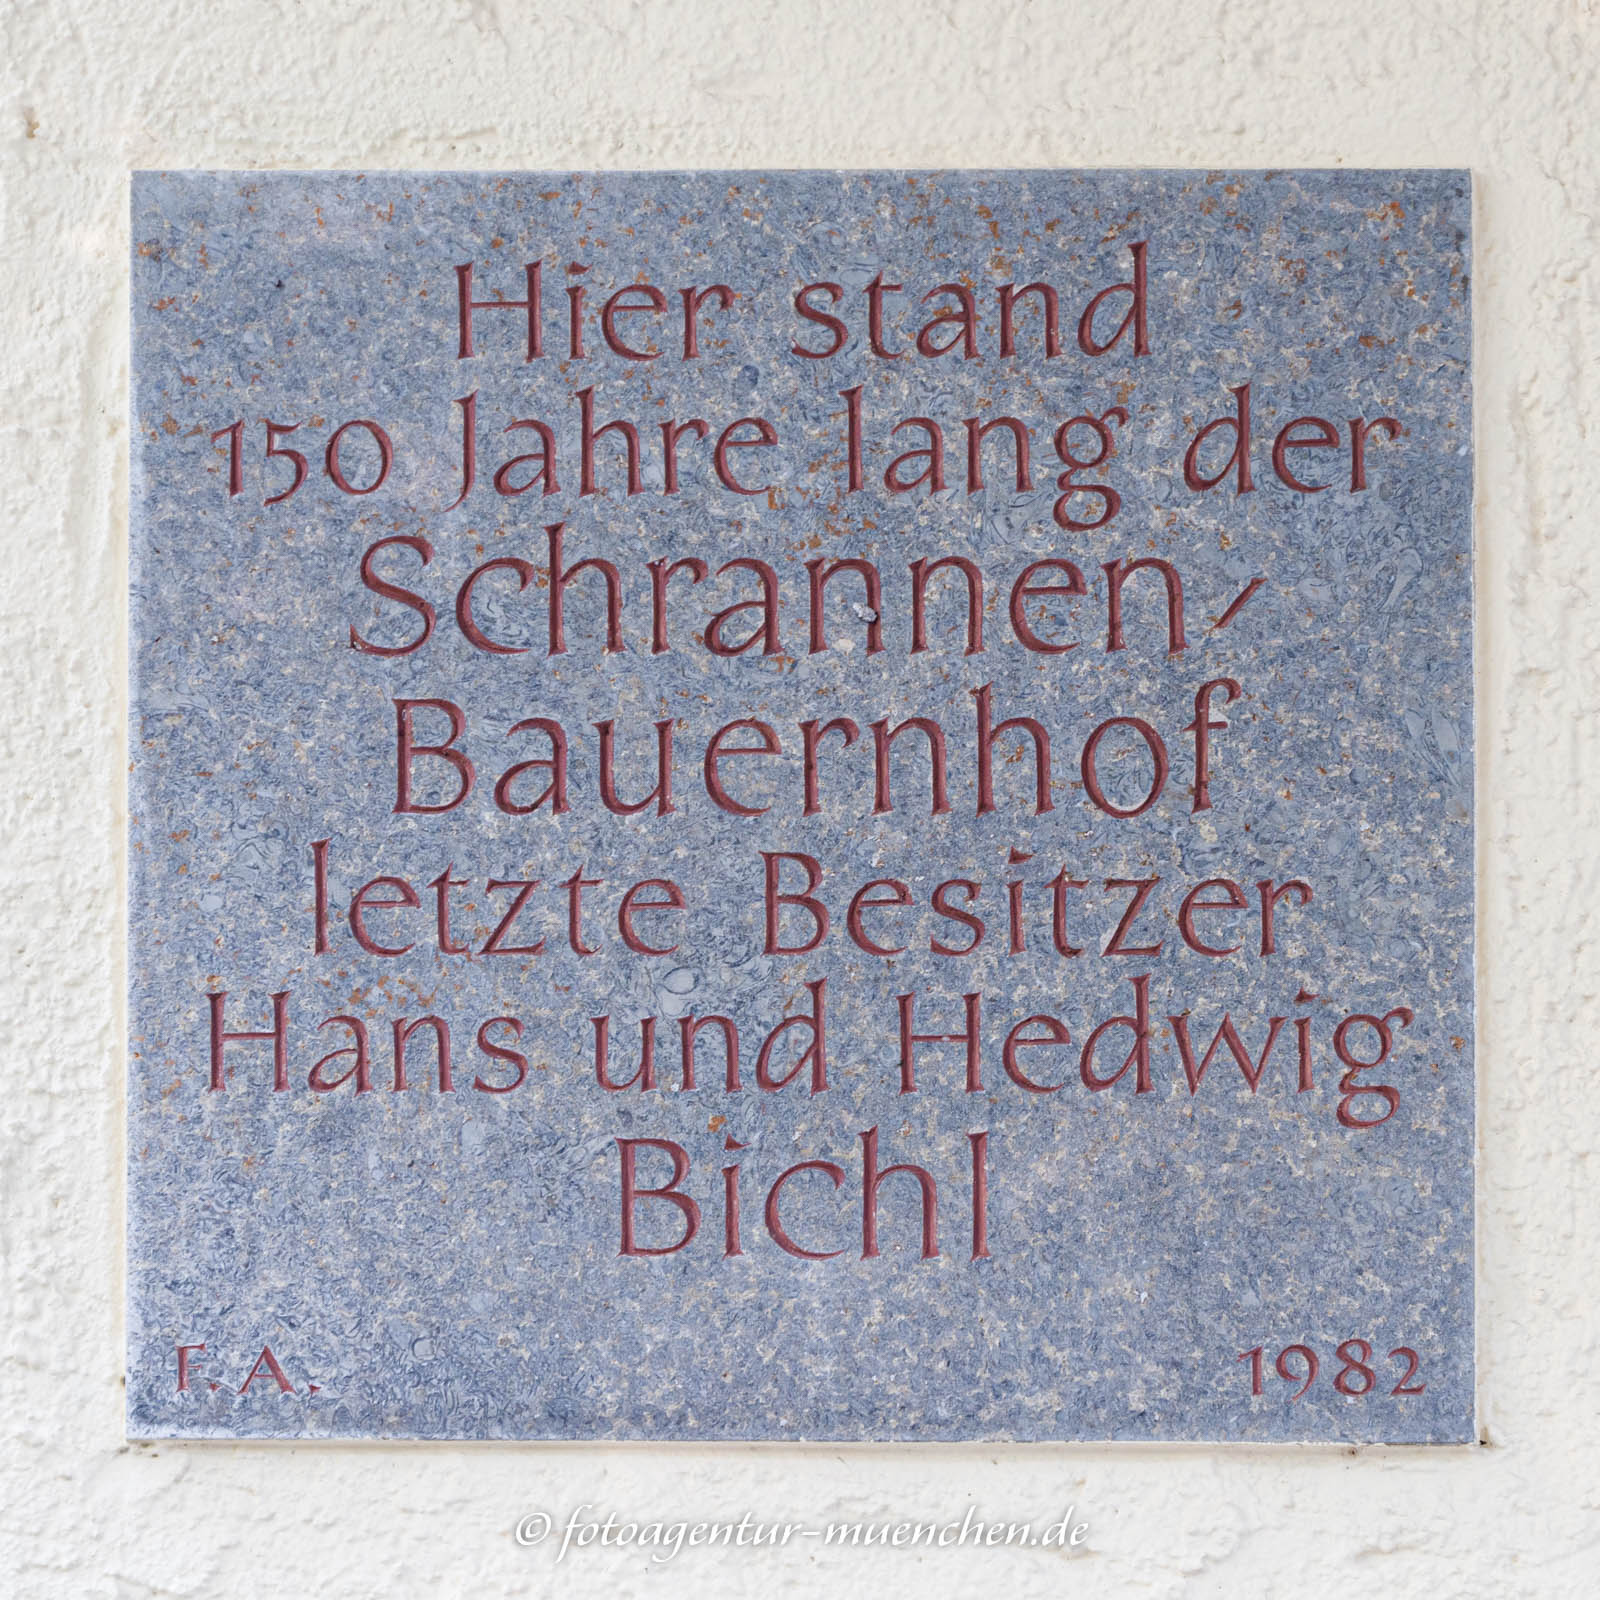 Hier stand
150 Jahre lang der
Schrannen-
Bauernhof
letzte Besitzer
Hans und Hedwig
Bichl
F.A. 1982
© fotoagentur-muenchen.de